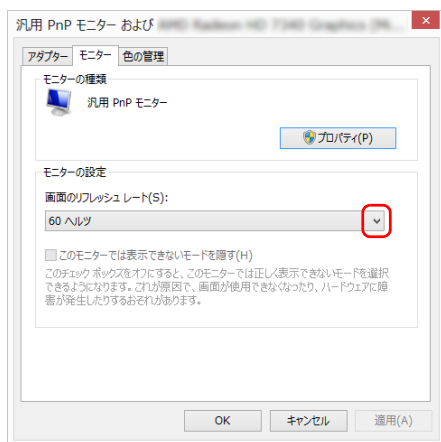 汎用 PnP モニター および AMD Radeon HD 7340 Graphics (Mi...
アダプター モニター 色の管理
モニターの種類
汎用 PnP モニター
プロパティ(P)
モニターの設定
画面のリフレッシュ レート(S):
60 ヘルツ
このモニターでは表示できないモードを隠す(H)
このチェック ボックスをオフにすると、このモニターでは正しく表示できないモードを選択
できるようになります。これが原因で、画面が使用できなくなったり、ハードウェアに障
害が発生したりするおそれがあります。
OK キャンセル 適用(A)